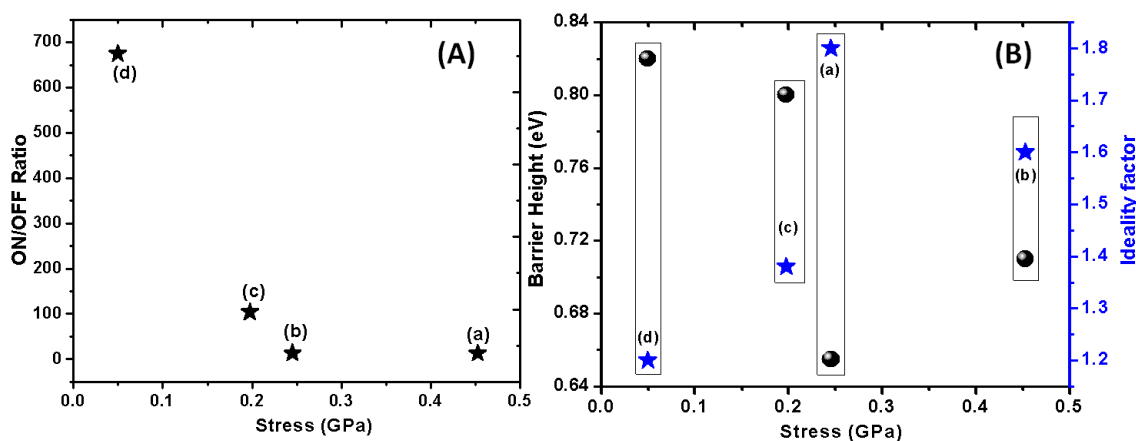 (A)
700
600
500
400
300
200
100
0
ON/OFF Ratio
(d)
(c)
(b)
(a)
0.0
0.1
0.2
0.3
0.4
0.5
Stress (GPa)
(B)
0.84
0.80
0.76
0.72
0.68
0.64
Barrier Height (eV)
(a)
(b)
(c)
(d)
1.8
1.7
1.6
1.5
1.4
1.3
1.2
Ideality factor
0.0
0.1
0.2
0.3
0.4
0.5
Stress (GPa)